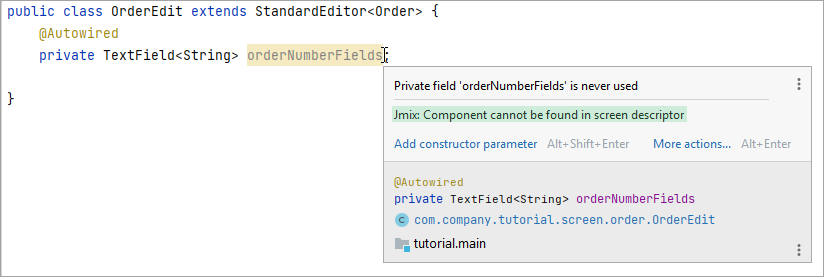 public class OrderEdit extends StandardEditor<Order> {
@Autowired
private TextField<String> orderNumberFields;
}
Private field 'orderNumberFields' is never used
Jmix: Component cannot be found in screen descriptor
Add constructor parameter Alt+Shift+Enter More actions... Alt+Enter
@Autowired
private TextField<String> orderNumberFields
C com.company.tutorial.screen.order.OrderEdit
tutorial.main